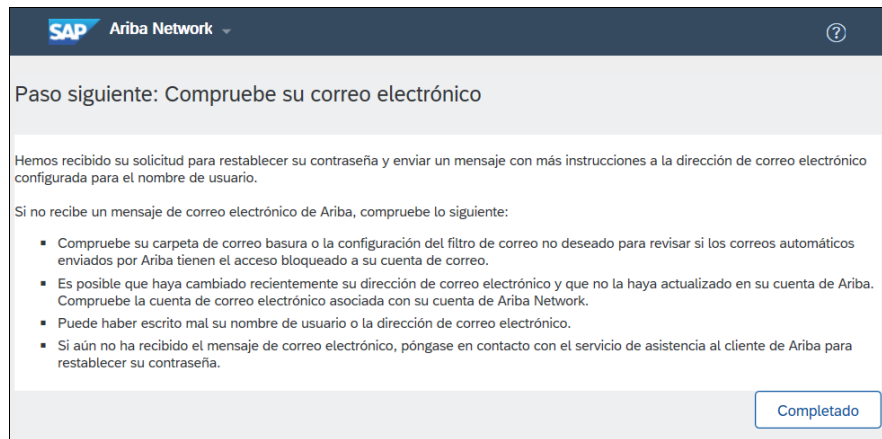 SAP Ariba Network
Paso siguiente: Compruebe su correo electrónico
Hemos recibido su solicitud para restablecer su contraseña y enviar un mensaje con más instrucciones a la dirección de correo electrónico
configurada para el nombre de usuario.
Si no recibe un mensaje de correo electrónico de Ariba, compruebe lo siguiente:
▪ Compruebe su carpeta de correo basura o la configuración del filtro de correo no deseado para revisar si los correos automáticos
enviados por Ariba tienen el acceso bloqueado a su cuenta de correo.
▪ Es posible que haya cambiado recientemente su dirección de correo electrónico y que no la haya actualizado en su cuenta de Ariba.
Compruebe la cuenta de correo electrónico asociada con su cuenta de Ariba Network.
▪ Puede haber escrito mal su nombre de usuario o la dirección de correo electrónico.
▪ Si aún no ha recibido el mensaje de correo electrónico, póngase en contacto con el servicio de asistencia al cliente de Ariba para
restablecer su contraseña.
Completado